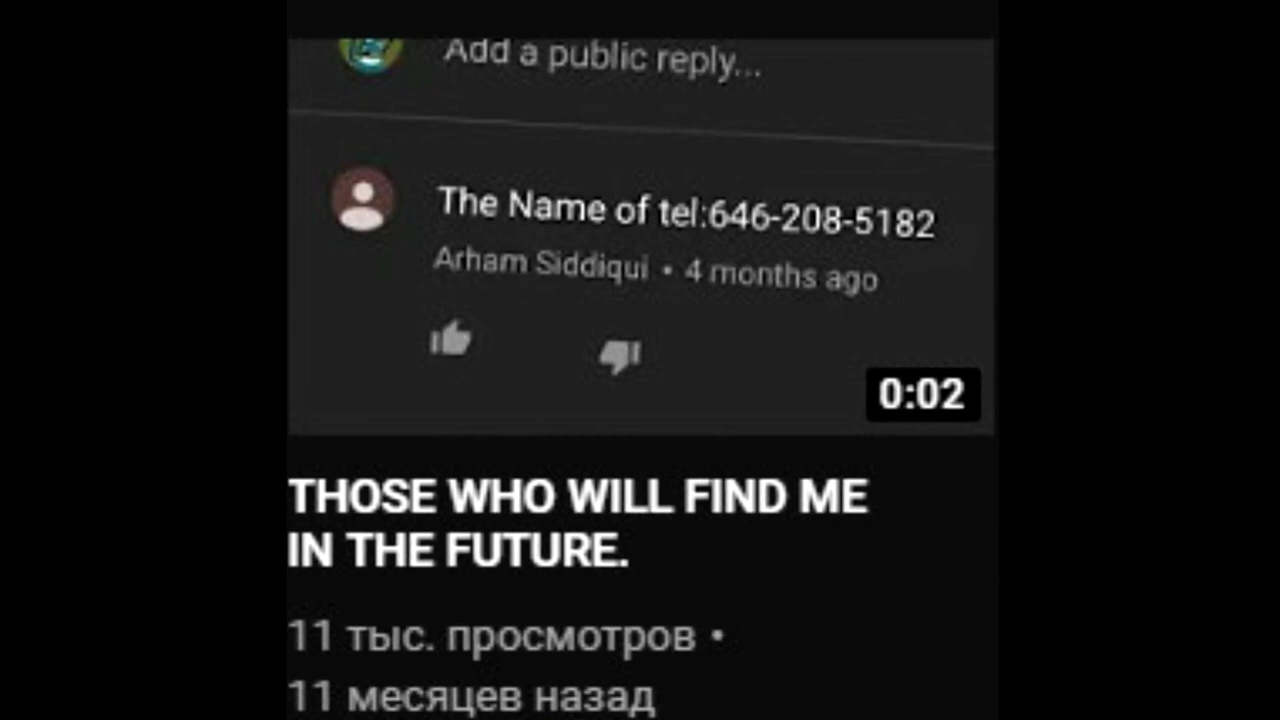 Add a public reply...
The Name of tel:646-208-5182
Arham Siddiqui • 4 months ago
0:02
THOSE WHO WILL FIND ME
IN THE FUTURE.
11 тыс. просмотров •
11 месяцев назад